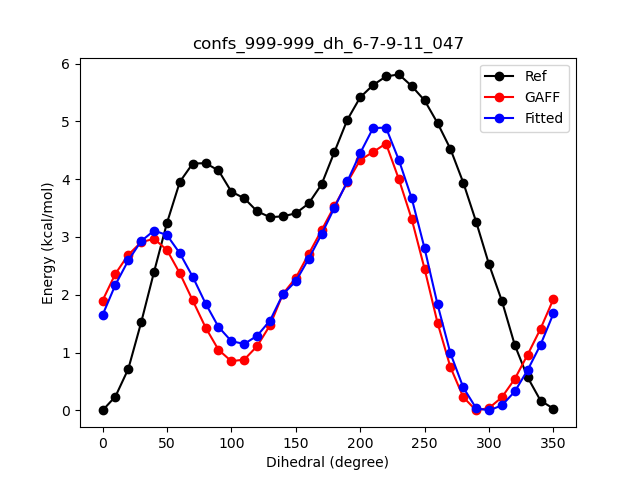 confs_999-999_dh_6-7-9-11_047
Energy (kcal/mol)
6
5
4
3
2
1
0
Ref
GAFF
Fitted
0 50 100 150 200 250 300 350
Dihedral (degree)